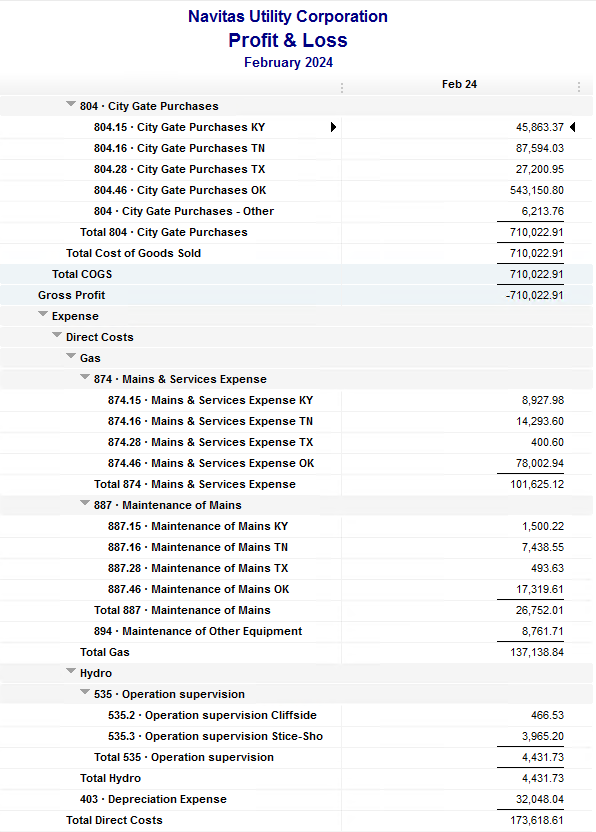 Navitas Utility Corporation
Profit & Loss
February 2024
Feb 24
804 · City Gate Purchases
804.15 · City Gate Purchases KY 45,863.37
804.16 · City Gate Purchases TN 87,594.03
804.28 · City Gate Purchases TX 27,200.95
804.46 · City Gate Purchases OK 543,150.80
804 · City Gate Purchases - Other 6,213.76
Total 804 · City Gate Purchases 710,022.91
Total Cost of Goods Sold 710,022.91
Total COGS 710,022.91
Gross Profit -710,022.91
Expense
Direct Costs
Gas
874 · Mains & Services Expense
874.15 · Mains & Services Expense KY 8,927.98
874.16 · Mains & Services Expense TN 14,293.60
874.28 · Mains & Services Expense TX 400.60
874.46 · Mains & Services Expense OK 78,002.94
Total 874 · Mains & Services Expense 101,625.12
887 · Maintenance of Mains
887.15 · Maintenance of Mains KY 1,500.22
887.16 · Maintenance of Mains TN 7,438.55
887.28 · Maintenance of Mains TX 493.63
887.46 · Maintenance of Mains OK 17,319.61
Total 887 · Maintenance of Mains 26,752.01
894 · Maintenance of Other Equipment 8,761.71
Total Gas 137,138.84
Hydro
535 · Operation supervision
535.2 · Operation supervision Cliffside 466.53
535.3 · Operation supervision Stice-Sho 3,965.20
Total 535 · Operation supervision 4,431.73
Total Hydro 4,431.73
403 · Depreciation Expense 32,048.04
Total Direct Costs 173,618.61